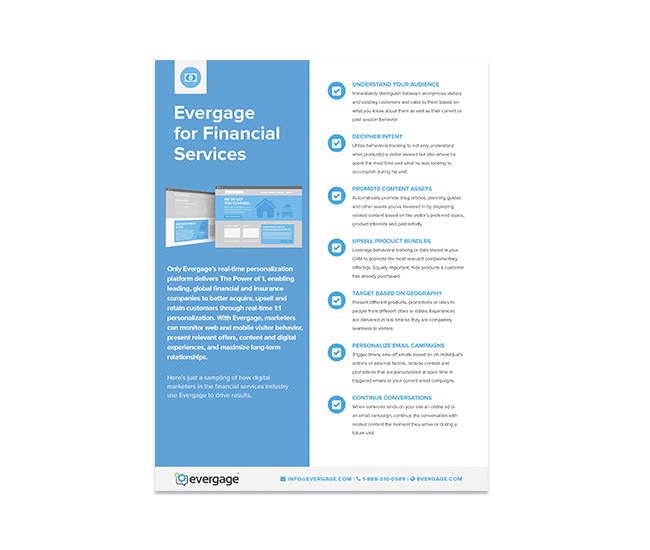 Evergage
for Financial
Services
WE'VE GOT
YOU COVERED!
Only Evergage's real-time personalization
platform delivers The Power of 1, enabling
leading, global financial and insurance
companies to better acquire, upsell and
retain customers through real-time 1:1
personalization. With Evergage, marketers
can monitor web and mobile visitor behavior,
present relevant offers, content and digital
experiences, and maximize long-term
relationships.
Here's just a sampling of how digital
marketers in the financial services industry
use Evergage to drive results.
UNDERSTAND YOUR AUDIENCE
Immediately distinguish between anonymous visitors
and existing customers and cater to them based on
what you know about them as well as their current or
past session behavior.
DECIPHER INTENT
Utilize behavioral tracking to not only understand
what product(s) a visitor viewed but also where he
spent the most time and what he was looking to
accomplish during his visit.
PROMOTE CONTENT ASSETS
Automatically promote blog articles, planning guides
and other assets you've invested in by displaying
related content based on the visitor's preferred topics,
product interests and past activity.
UPSELL PRODUCT BUNDLES
Leverage behavioral tracking or data stored in your
CRM to promote the most relevant complementary
offerings. Equally important, hide products a customer
has already purchased.
TARGET BASED ON GEOGRAPHY
Present different products, promotions or rates to
people from different cities or states. Experiences
are delivered in real time so they are completely
seamless to visitors.
PERSONALIZE EMAIL CAMPAIGNS
Trigger timely, one-off emails based on an individual's
actions or external factors. Include content and
promotions that are personalized at open time in
triggered emails or your current email campaigns.
CONTINUE CONVERSATIONS
When someone lands on your site an online ad or
an email campaign, continue the conversation with
related content the moment they arrive or during a
future visit.
evergage
INFO@EVERGAGE.COM | 1-888-310-0589 | EVERGAGE.COM